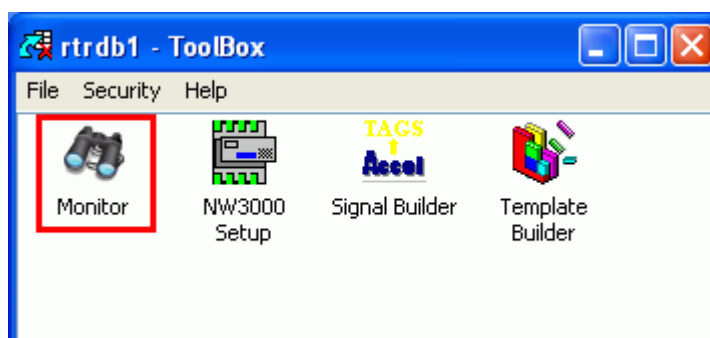 rtrdb1 - ToolBox
File Security Help
Monitor
NW3000 Setup
TAGS
Accol
Signal Builder
Template Builder